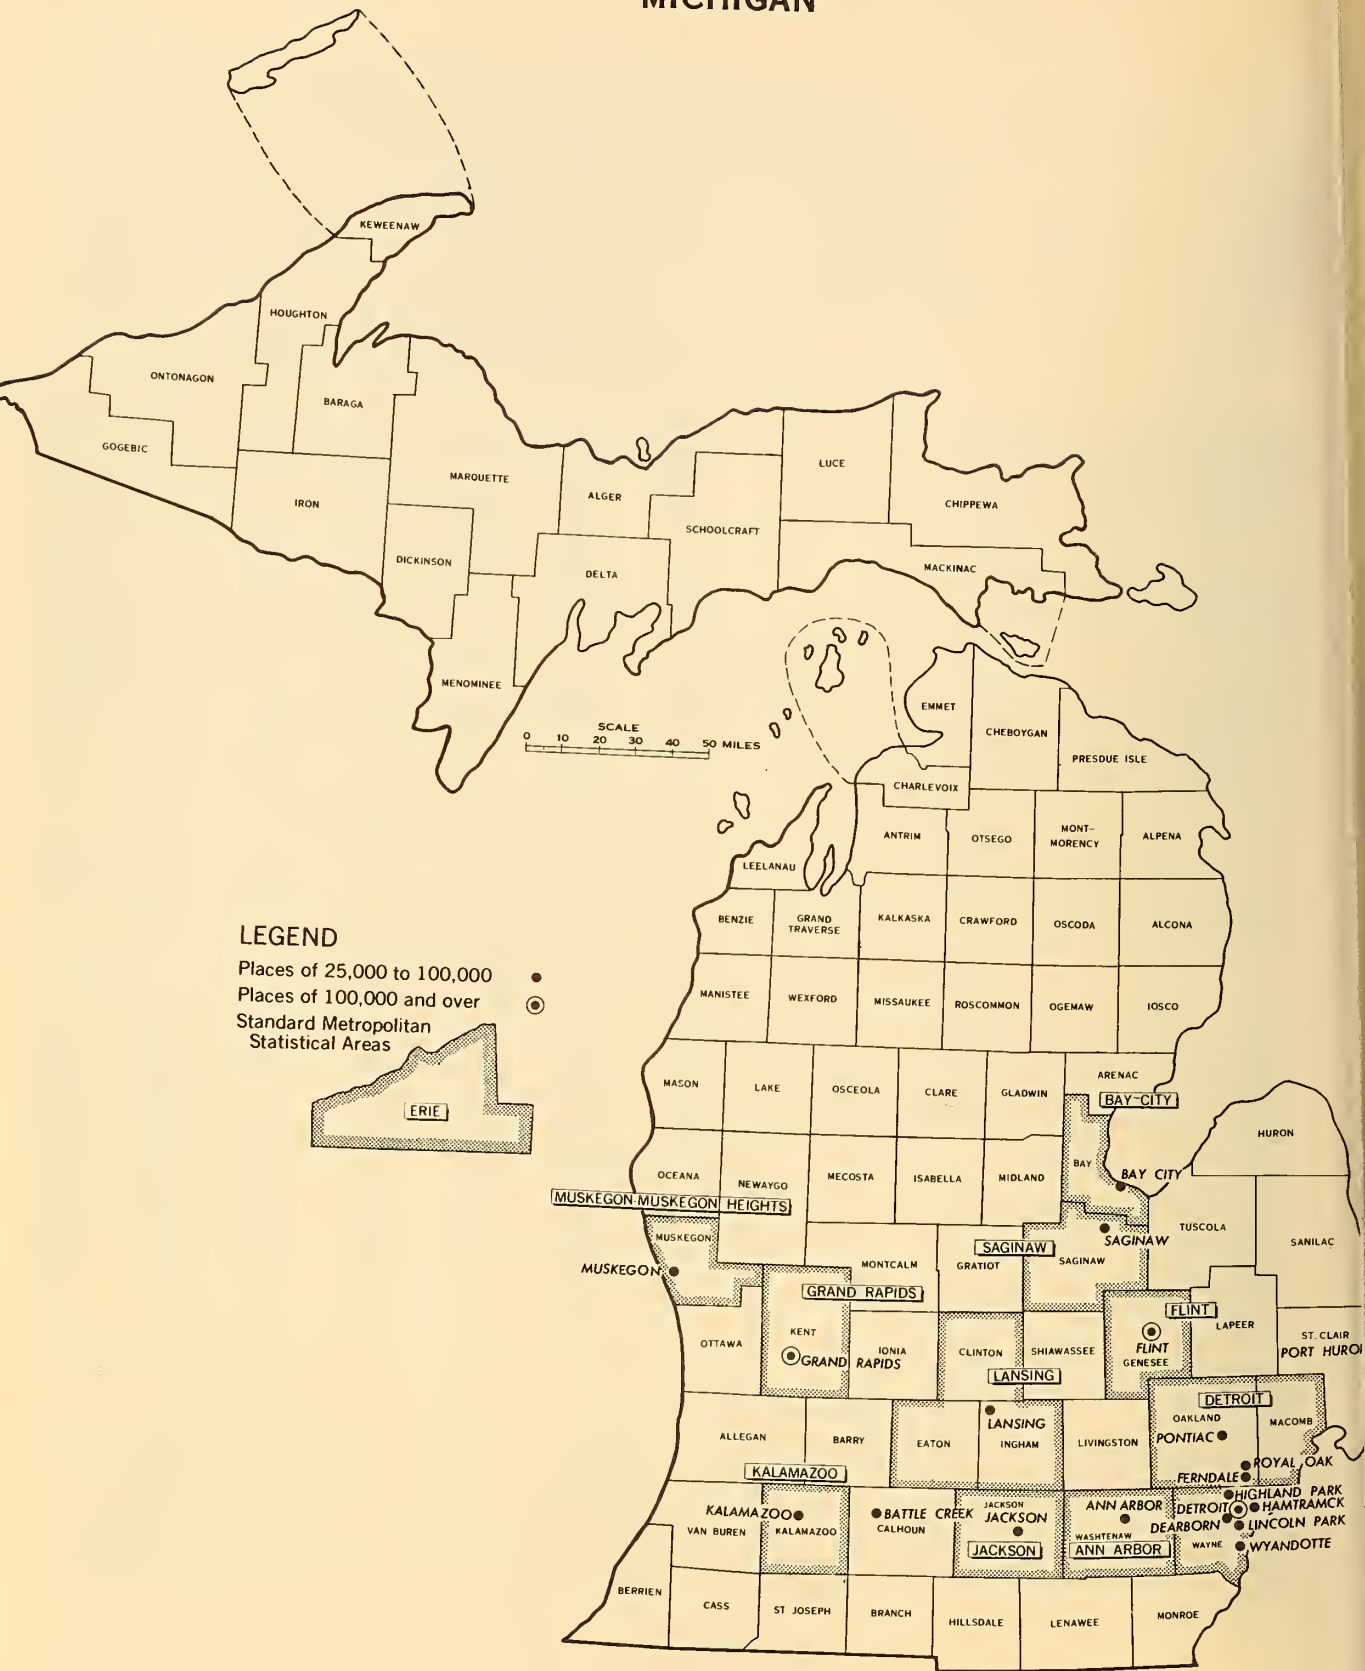 MICHIGAN
KEWEENAW
HOUGHTON
ONTONAGON
BARAGA
GOGEBIC
MARQUETTE
IRON
ALGER
LUCE
CHIPPEWA
SCHOOLCRAFT
DICKINSON
DELTA
MACKINAC
MENOMINEE
SCALE
0 10 20 30 40 50 MILES
EMMET
CHEBOYGAN
PRESDUE ISLE
CHARLEVOIX
ANTRIM
OTSEGO
MONT-
MORENCY
ALPENA
LEELANAU
BENZIE
GRAND
TRAVERSE
KALKASKA
CRAWFORD
OSCODA
ALCONA
MANISTEE
WEXFORD
MISSAUKEE
ROSCOMMON
OGEMAW
IOSCO
LEGEND
Places of 25,000 to 100,000
Places of 100,000 and over
Standard Metropolitan
Statistical Areas
ERIE
MASON
LAKE
OSCEOLA
CLARE
GLADWIN
ARENAC
BAY-CITY
HURON
OCEANA
NEWAYGO
MECOSTA
ISABELLA
MIDLAND
BAY
BAY CITY
MUSKEGON-MUSKEGON HEIGHTS
MUSKEGON
MUSKEGON
MONTCALM
GRATIOT
SAGINAW
SAGINAW
SAGINAW
TUSCOLA
SANILAC
GRAND RAPIDS
KENT
GRAND RAPIDS
OTTAWA
IONIA
CLINTON
SHIAWASSEE
LANSING
FLINT
FLINT
GENESEE
LAPEER
ST. CLAIR
PORT HURO
ALLEGAN
BARRY
EATON
LANSING
INGHAM
LIVINGSTON
DETROIT
OAKLAND
MACOMB
PONTIAC
ROYAL OAK
FERNDALE
HIGHLAND PARK
DETROIT
HAMTRAMCK
DEARBORN
LINCOLN PARK
WAYNE
WYANDOTTE
KALAMAZOO
KALAMAZOO
VAN BUREN
KALAMAZOO
BATTLE CREEK
CALHOUN
JACKSON
JACKSON
JACKSON
ANN ARBOR
WASHTENAW
ANN ARBOR
BERRIEN
CASS
ST JOSEPH
BRANCH
HILLSDALE
LENAWEE
MONROE